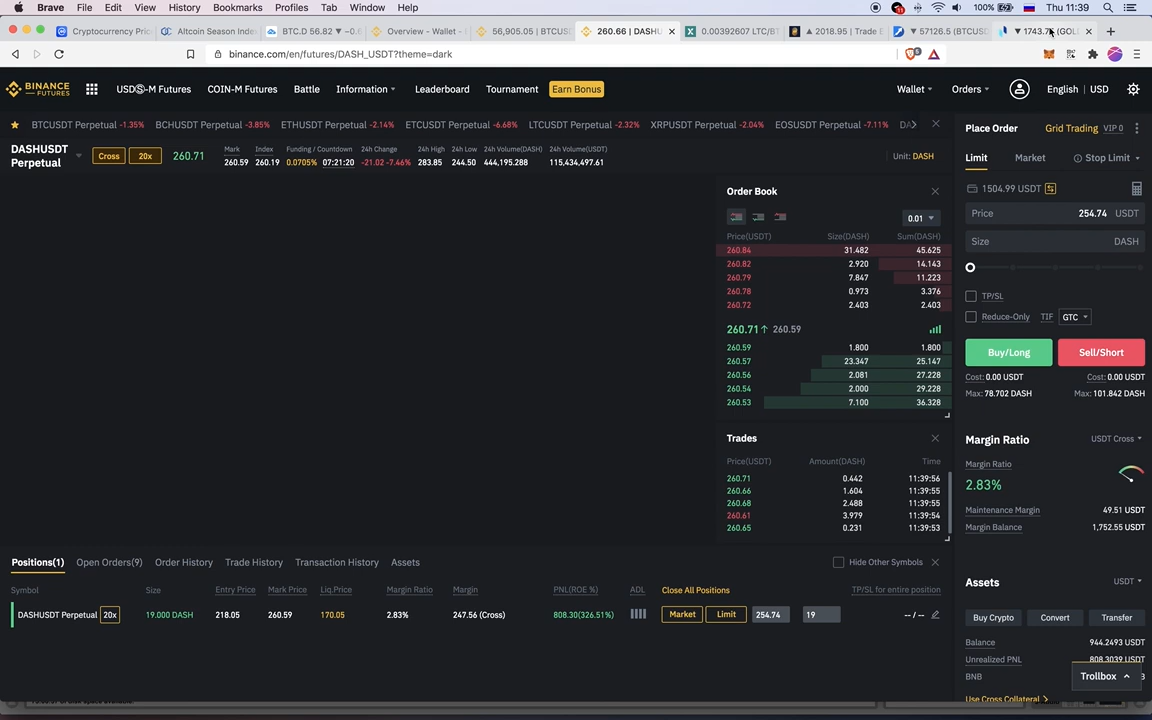 Brave File Edit View History Bookmarks Profiles Tab Window Help 11 100% Thu 11:39
Cryptocurrency Pric Altcoin Season Index: BTC.D 56.82 ▼ −0.6 Overview - Wallet - 56,905.05 | BTCUS 260.66 | DASHU 0.00392607 LTC/BT ▲ 2018.95 | Trade E ▼ 57126.5 (BTCUSD ▼ 1743.7 (GOL
binance.com/en/futures/DASH_USDT?theme=dark 5
BINANCE FUTURES USDⓈ-M Futures COIN-M Futures Battle Information Leaderboard Tournament Earn Bonus Wallet Orders English USD
BTCUSDT Perpetual -1.35% BCHUSDT Perpetual -3.85% ETHUSDT Perpetual -2.14% ETCUSDT Perpetual -6.68% LTCUSDT Perpetual -2.32% XRPUSDT Perpetual -2.04% EOSUSDT Perpetual -7.11% DA
Place Order Grid Trading VIP 0
DASHUSDT Perpetual Cross 20x 260.71
Mark 260.59
Index 260.19
Funding / Countdown 0.0705% 07:21:20
24h Change -21.02 -7.46%
24h High 283.85
24h Low 244.50
24h Volume(DASH) 444,195.288
24h Volume(USDT) 115,434,497.61
Unit: DASH
Limit Market Stop Limit
1504.99 USDT
Price 254.74 USDT
Size DASH
TP/SL
Reduce-Only TIF GTC
Buy/Long Sell/Short
Cost: 0.00 USDT Cost: 0.00 USDT
Max: 78.702 DASH Max: 101.842 DASH
Order Book
0.01
Price(USDT) Size(DASH) Sum(DASH)
260.84 31.482 45.625
260.82 2.920 14.143
260.79 7.847 11.223
260.78 0.973 3.376
260.72 2.403 2.403
260.71↑ 260.59
260.59 1.800 1.800
260.57 23.347 25.147
260.56 2.081 27.228
260.54 2.000 29.228
260.53 7.100 36.328
Trades
Price(USDT) Amount(DASH) Time
260.71 0.442 11:39:56
260.66 1.604 11:39:55
260.68 2.488 11:39:55
260.61 3.979 11:39:54
260.65 0.231 11:39:53
Margin Ratio USDT Cross
Margin Ratio
2.83%
Maintenance Margin 49.51 USDT
Margin Balance 1,752.55 USDT
Positions(1) Open Orders(9) Order History Trade History Transaction History Assets Hide Other Symbols
Symbol Size Entry Price Mark Price Liq.Price Margin Ratio Margin PNL(ROE %) ADL Close All Positions TP/SL for entire position
DASHUSDT Perpetual 20x 19.000 DASH 218.05 260.59 170.05 2.83% 247.56 (Cross) 808.30(326.51%) Market Limit 254.74 19 -- / --
Assets USDT
Buy Crypto Convert Transfer
Balance 944.2493 USDT
Unrealized PNL 808.3039 USDT
BNB
Trollbox
Use Cross Collateral